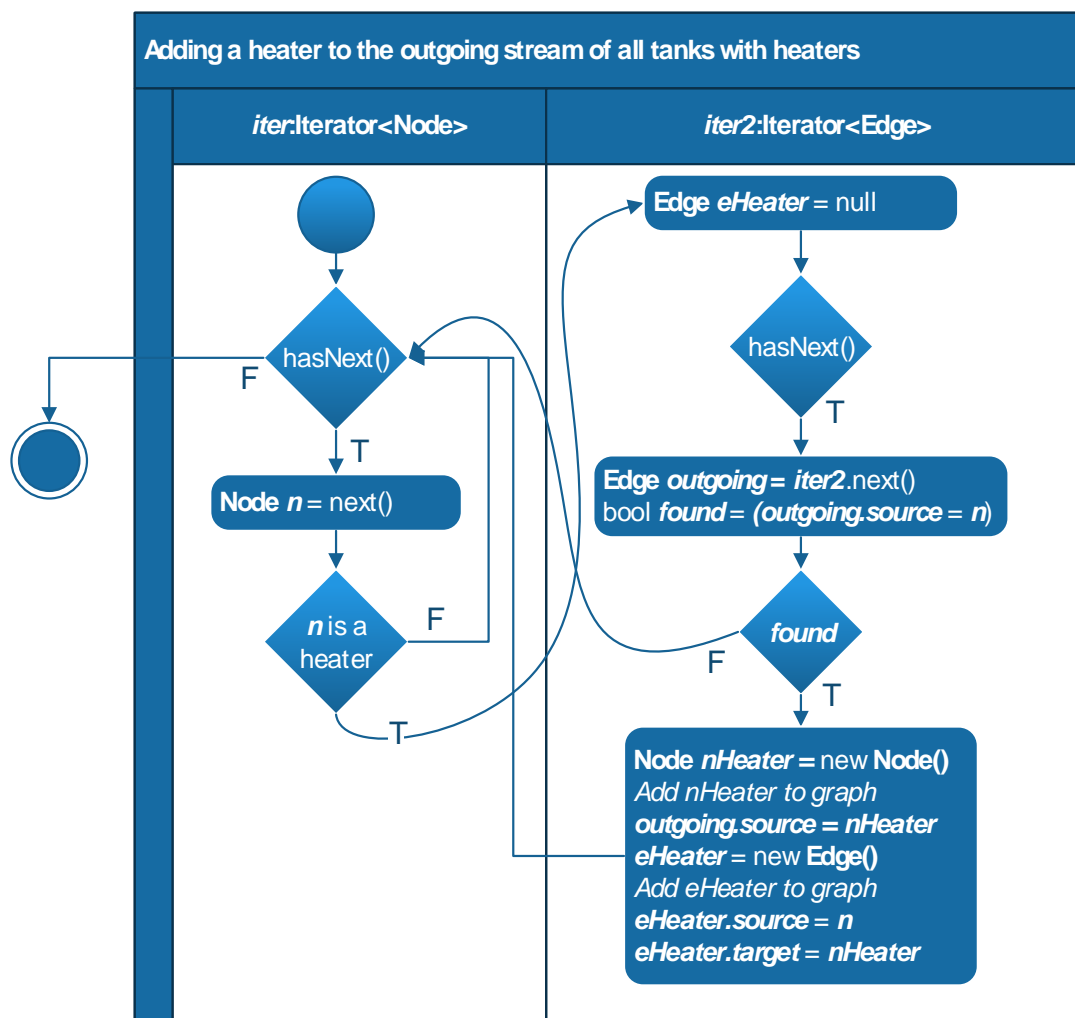 Adding a heater to the outgoing stream of all tanks with heaters
iter:Iterator<Node>
iter2:Iterator<Edge>
hasNext()
F
T
Node n = next()
n is a
heater
F
T
Edge eHeater = null
hasNext()
T
Edge outgoing = iter2.next()
bool found = (outgoing.source = n)
found
F
T
Node nHeater = new Node()
Add nHeater to graph
outgoing.source = nHeater
eHeater = new Edge()
Add eHeater to graph
eHeater.source = n
eHeater.target = nHeater